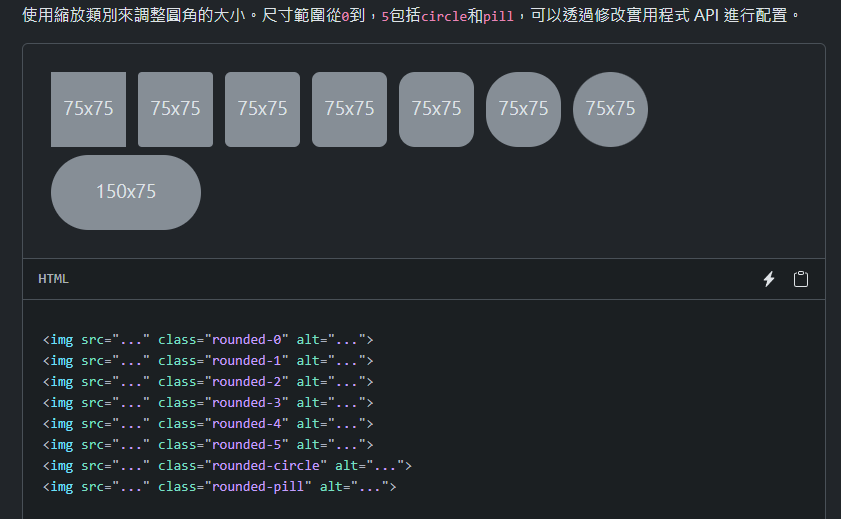 使用縮放類別來調整圓角的大小。尺寸範圍從0到，5包括circle和pill，可以透過修改實用程式 API 進行配置。
75x75 75x75 75x75 75x75 75x75 75x75 75x75
150x75
HTML
<img src="..." class="rounded-0" alt="...">
<img src="..." class="rounded-1" alt="...">
<img src="..." class="rounded-2" alt="...">
<img src="..." class="rounded-3" alt="...">
<img src="..." class="rounded-4" alt="...">
<img src="..." class="rounded-5" alt="...">
<img src="..." class="rounded-circle" alt="...">
<img src="..." class="rounded-pill" alt="...">